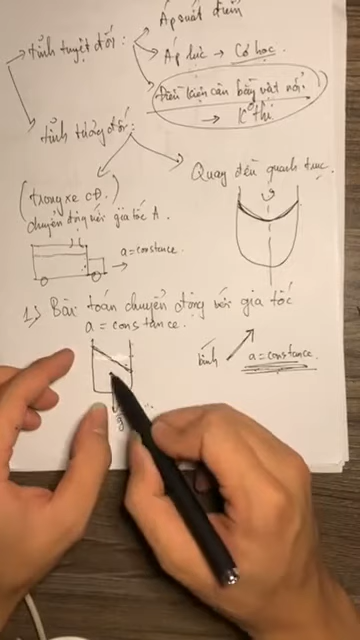 Áp suất điểm
→ tĩnh tuyệt đối :
Áp lực → Cơ học.
Điều kiện cân bằng vật nổi.
→ K° thi
tĩnh tương đối :
Quay đều quanh trục.
(trong xe cđ.)
chuyển động với gia tốc A.
→ a = constance.
1) Bài toán chuyển động với gia tốc
a = constance.
bình
a = constance.
g